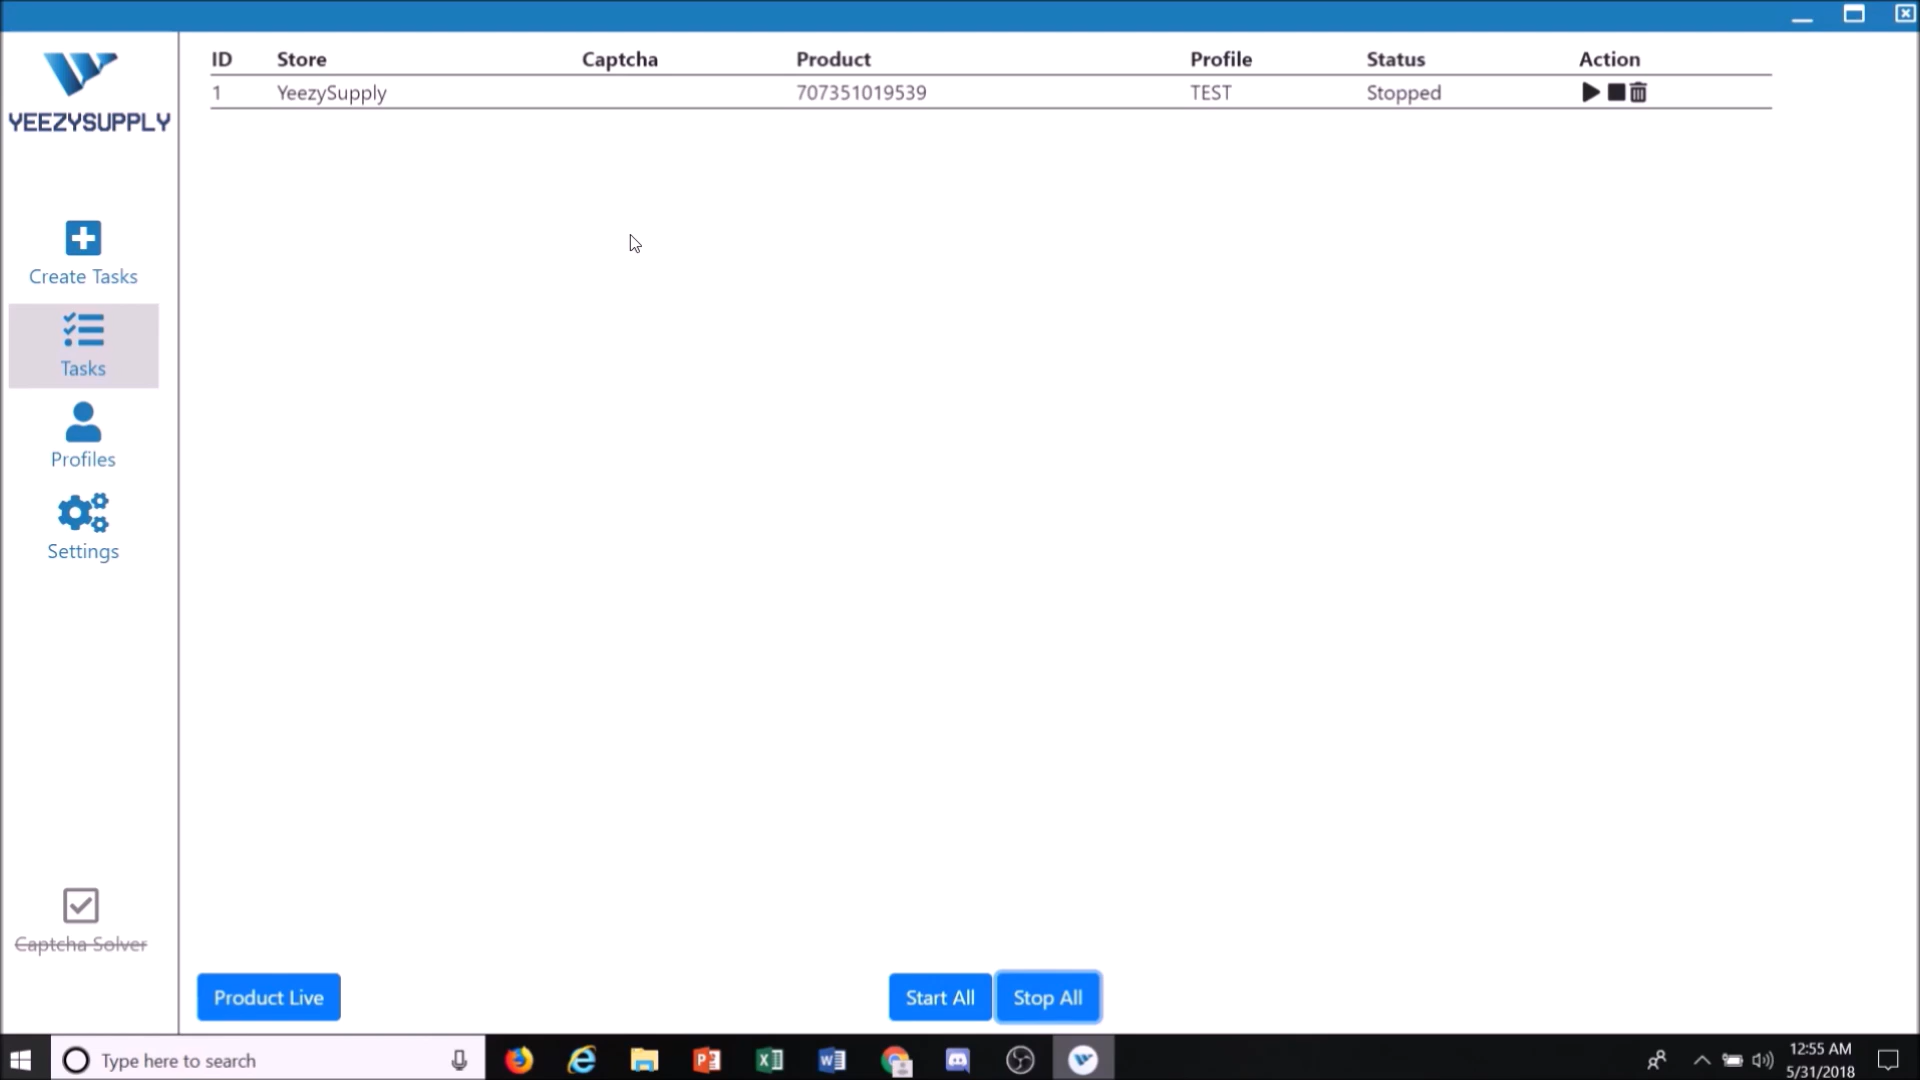 ID Store Captcha Product Profile Status Action
1 YeezySupply 707351019539 TEST Stopped
YEEZYSUPPLY
Create Tasks
Tasks
Profiles
Settings
Captcha Solver
Product Live Start All Stop All
Type here to search
12:55 AM
5/31/2018